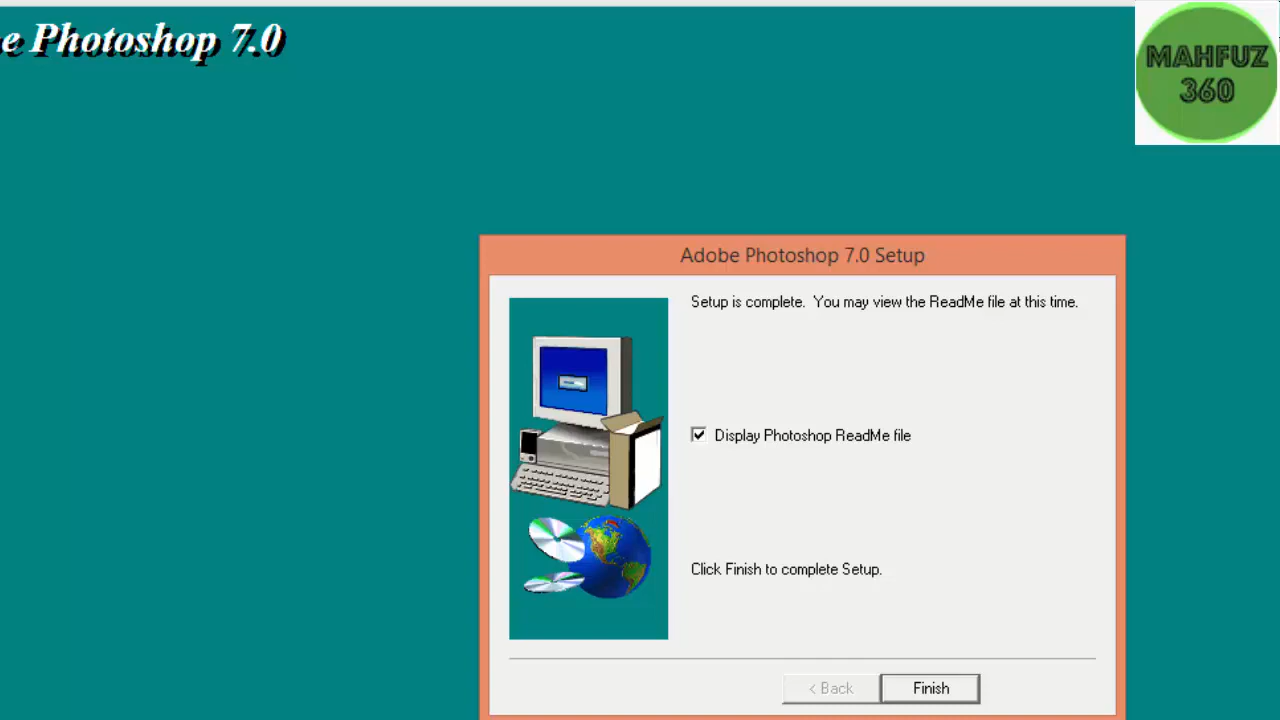 e Photoshop 7.0
MAHFUZ
360
Adobe Photoshop 7.0 Setup
Setup is complete. You may view the ReadMe file at this time.
Display Photoshop ReadMe file
Click Finish to complete Setup.
< Back
Finish